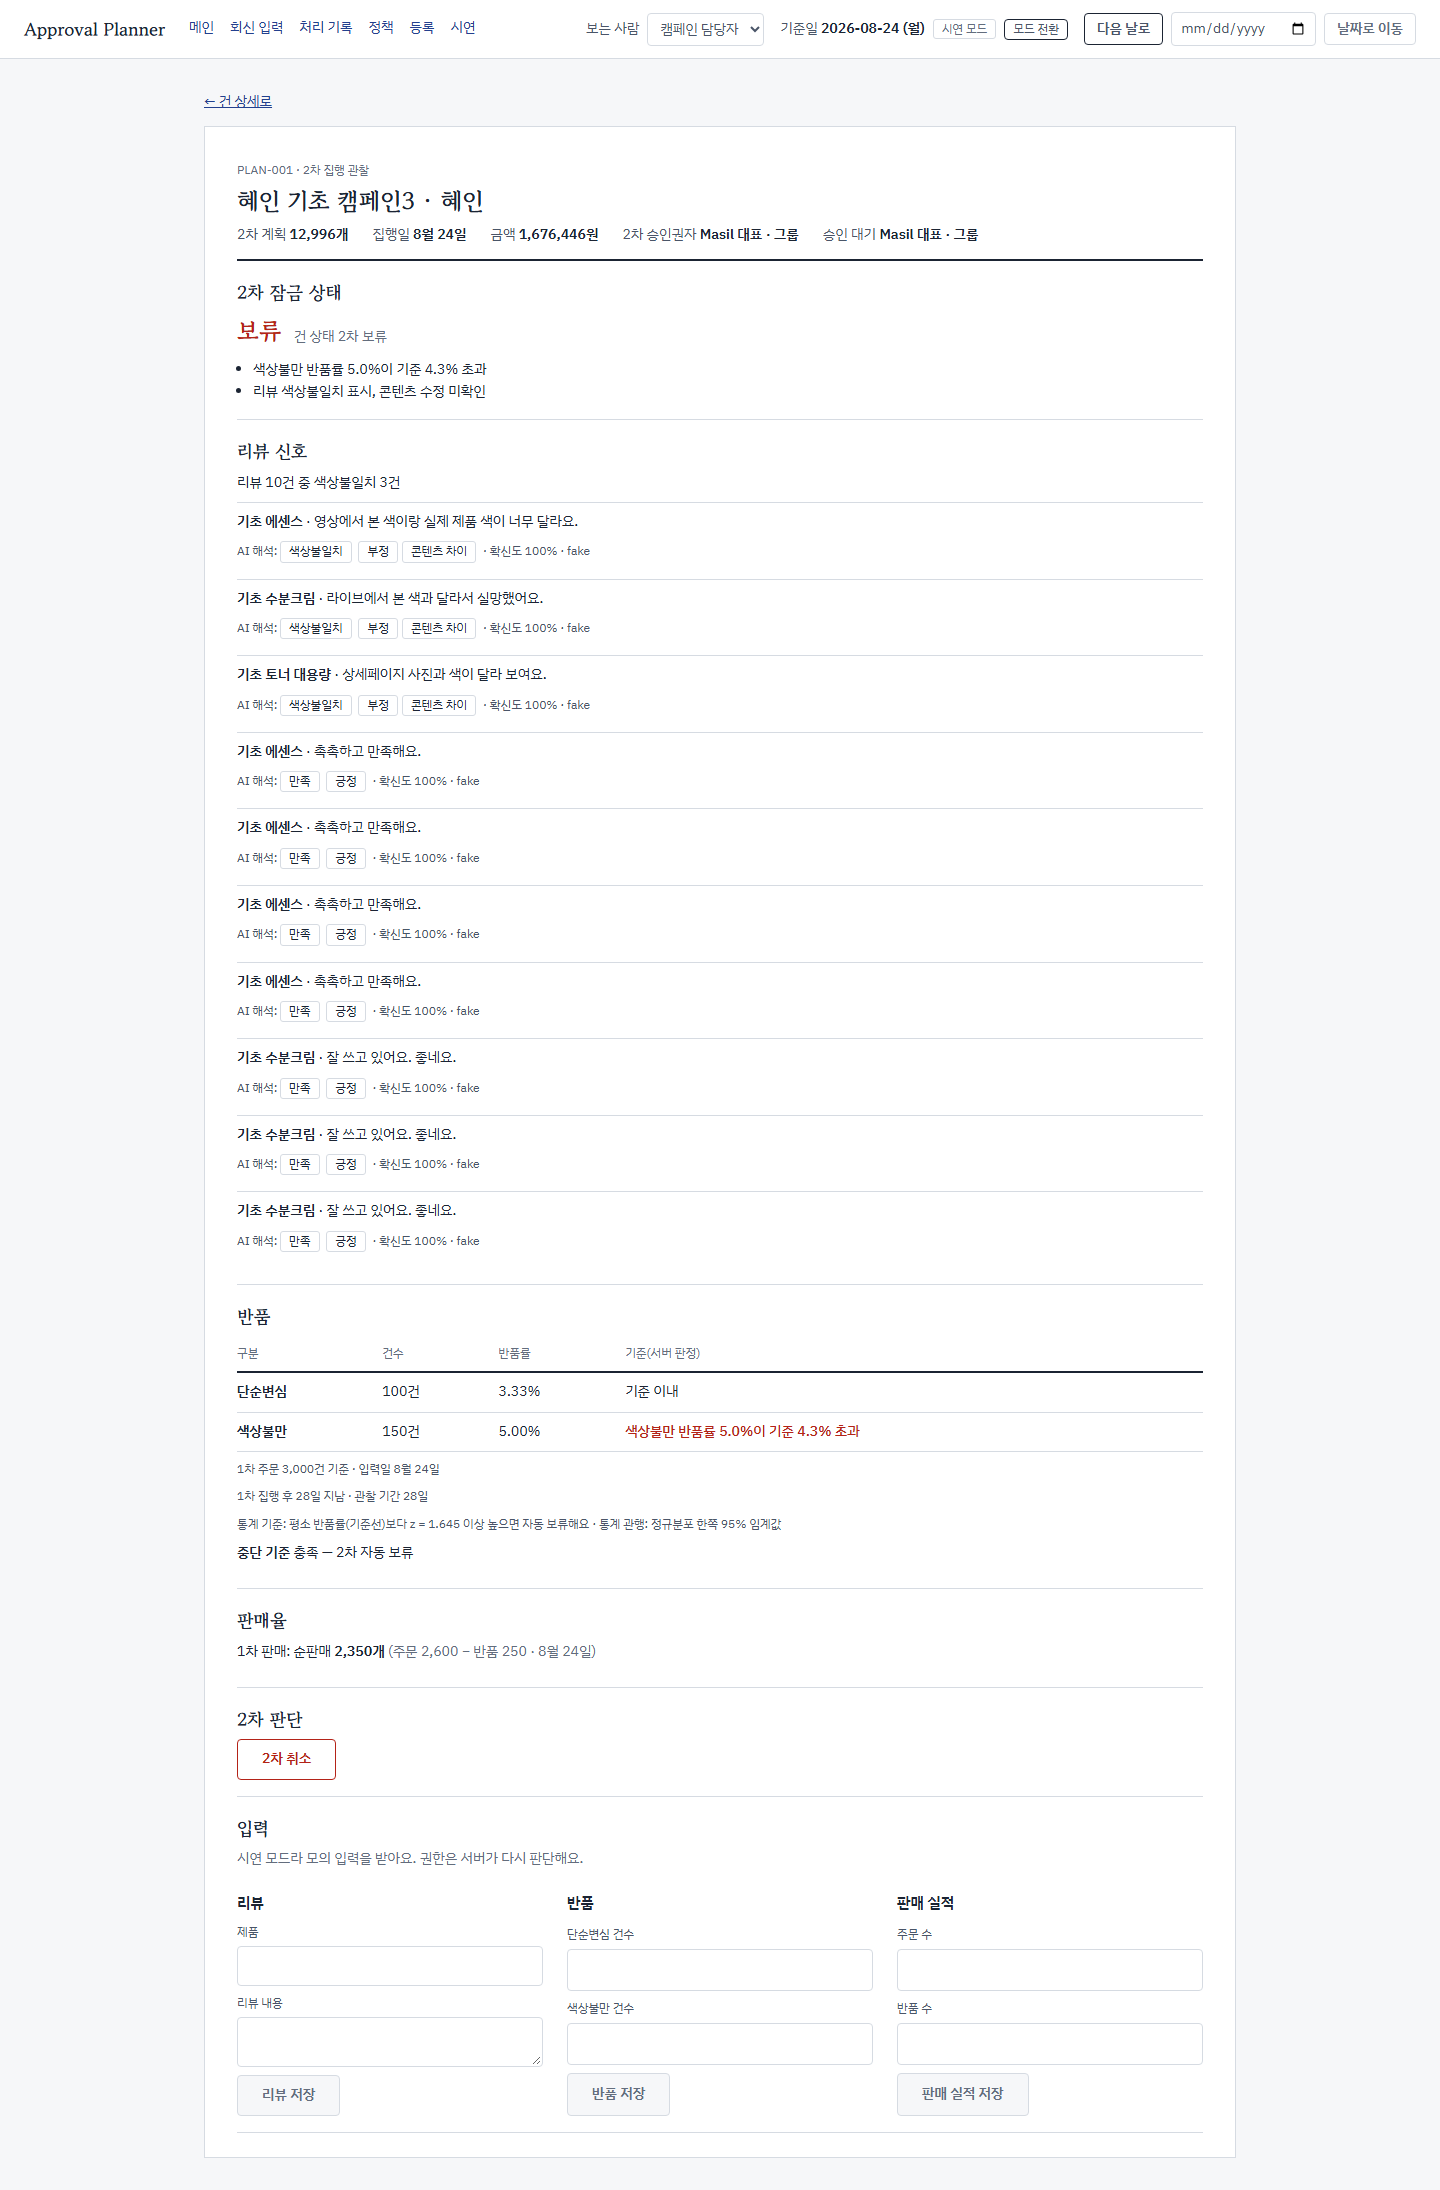 Approval Planner 메인 회신 입력 처리 기록 정책 등록 시연 보는 사람 캠페인 담당자 기준일 2026-08-24 (월) 시연 모드 모드 전환 다음 날로 mm/dd/yyyy 날짜로 이동
← 건 상세로
PLAN-001 · 2차 집행 관찰
혜인 기초 캠페인3 · 혜인
2차 계획 12,996개 집행일 8월 24일 금액 1,676,446원 2차 승인권자 Masil 대표 · 그룹 승인 대기 Masil 대표 · 그룹
2차 잠금 상태
보류 건 상태 2차 보류
• 색상불만 반품률 5.0%이 기준 4.3% 초과
• 리뷰 색상불일치 표시, 콘텐츠 수정 미확인
리뷰 신호
리뷰 10건 중 색상불일치 3건
기초 에센스 · 영상에서 본 색이랑 실제 제품 색이 너무 달라요.
AI 해석: 색상불일치 부정 콘텐츠 차이 · 확신도 100% · fake
기초 수분크림 · 라이브에서 본 색과 달라서 실망했어요.
AI 해석: 색상불일치 부정 콘텐츠 차이 · 확신도 100% · fake
기초 토너 대용량 · 상세페이지 사진과 색이 달라 보여요.
AI 해석: 색상불일치 부정 콘텐츠 차이 · 확신도 100% · fake
기초 에센스 · 촉촉하고 만족해요.
AI 해석: 만족 긍정 · 확신도 100% · fake
기초 에센스 · 촉촉하고 만족해요.
AI 해석: 만족 긍정 · 확신도 100% · fake
기초 에센스 · 촉촉하고 만족해요.
AI 해석: 만족 긍정 · 확신도 100% · fake
기초 에센스 · 촉촉하고 만족해요.
AI 해석: 만족 긍정 · 확신도 100% · fake
기초 수분크림 · 잘 쓰고 있어요. 좋네요.
AI 해석: 만족 긍정 · 확신도 100% · fake
기초 수분크림 · 잘 쓰고 있어요. 좋네요.
AI 해석: 만족 긍정 · 확신도 100% · fake
기초 수분크림 · 잘 쓰고 있어요. 좋네요.
AI 해석: 만족 긍정 · 확신도 100% · fake
반품
구분 건수 반품률 기준(서버 판정)
단순변심 100건 3.33% 기준 이내
색상불만 150건 5.00% 색상불만 반품률 5.0%이 기준 4.3% 초과
1차 주문 3,000건 기준 · 입력일 8월 24일
1차 집행 후 28일 지남 · 관찰 기간 28일
통계 기준: 평소 반품률(기준선)보다 z = 1.645 이상 높으면 자동 보류해요 · 통계 관행: 정규분포 한쪽 95% 임계값
중단 기준 충족 — 2차 자동 보류
판매율
1차 판매: 순판매 2,350개 (주문 2,600 − 반품 250 · 8월 24일)
2차 판단
2차 취소
입력
시연 모드라 모의 입력을 받아요. 권한은 서버가 다시 판단해요.
리뷰 반품 판매 실적
제품 단순변심 건수 주문 수
리뷰 내용 색상불만 건수 반품 수
리뷰 저장 반품 저장 판매 실적 저장